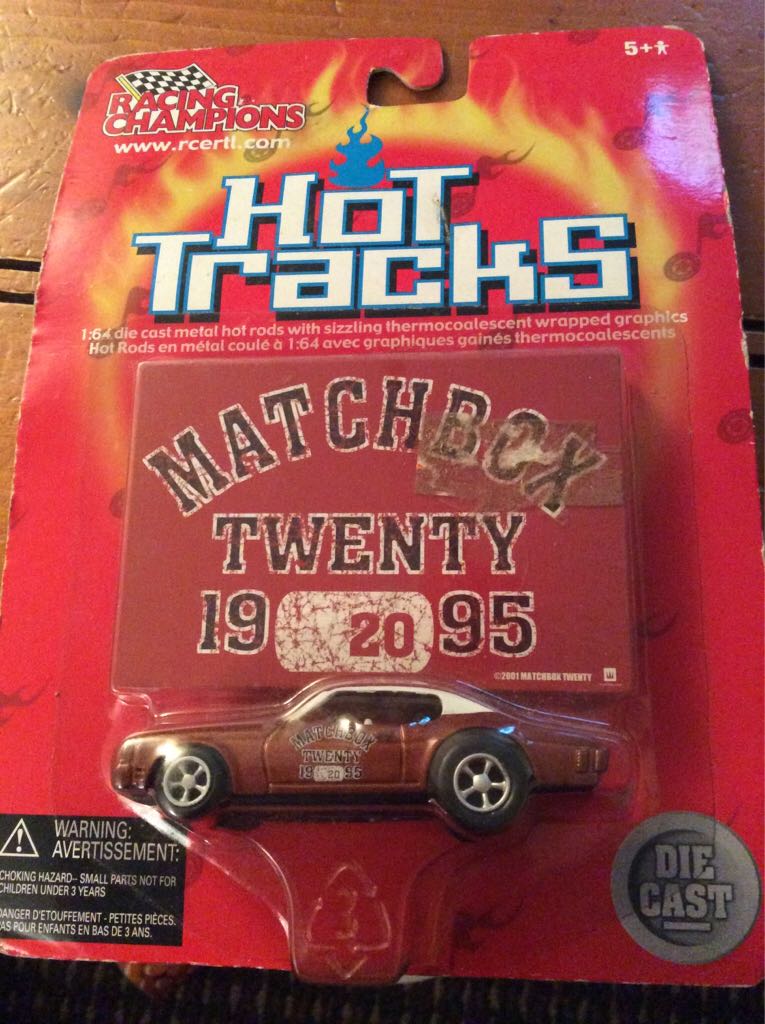 5+
RACING
CHAMPIONS
www.rcertl.com
HOT
TRACKS
1:64 die cast metal hot rods with sizzling thermocoalescent wrapped graphics
Hot Rods en métal coulé à 1:64 avec graphiques gainés thermocoalescents
MATCHBOX
TWENTY
19 20 95
©2001 MATCHBOX TWENTY
MATCHBOX
TWENTY
19 20 95
WARNING:
AVERTISSEMENT:
CHOKING HAZARD-- SMALL PARTS NOT FOR
CHILDREN UNDER 3 YEARS
DANGER D'ETOUFFEMENT - PETITES PIÈCES.
PAS POUR ENFANTS EN BAS DE 3 ANS.
3
DIE
CAST